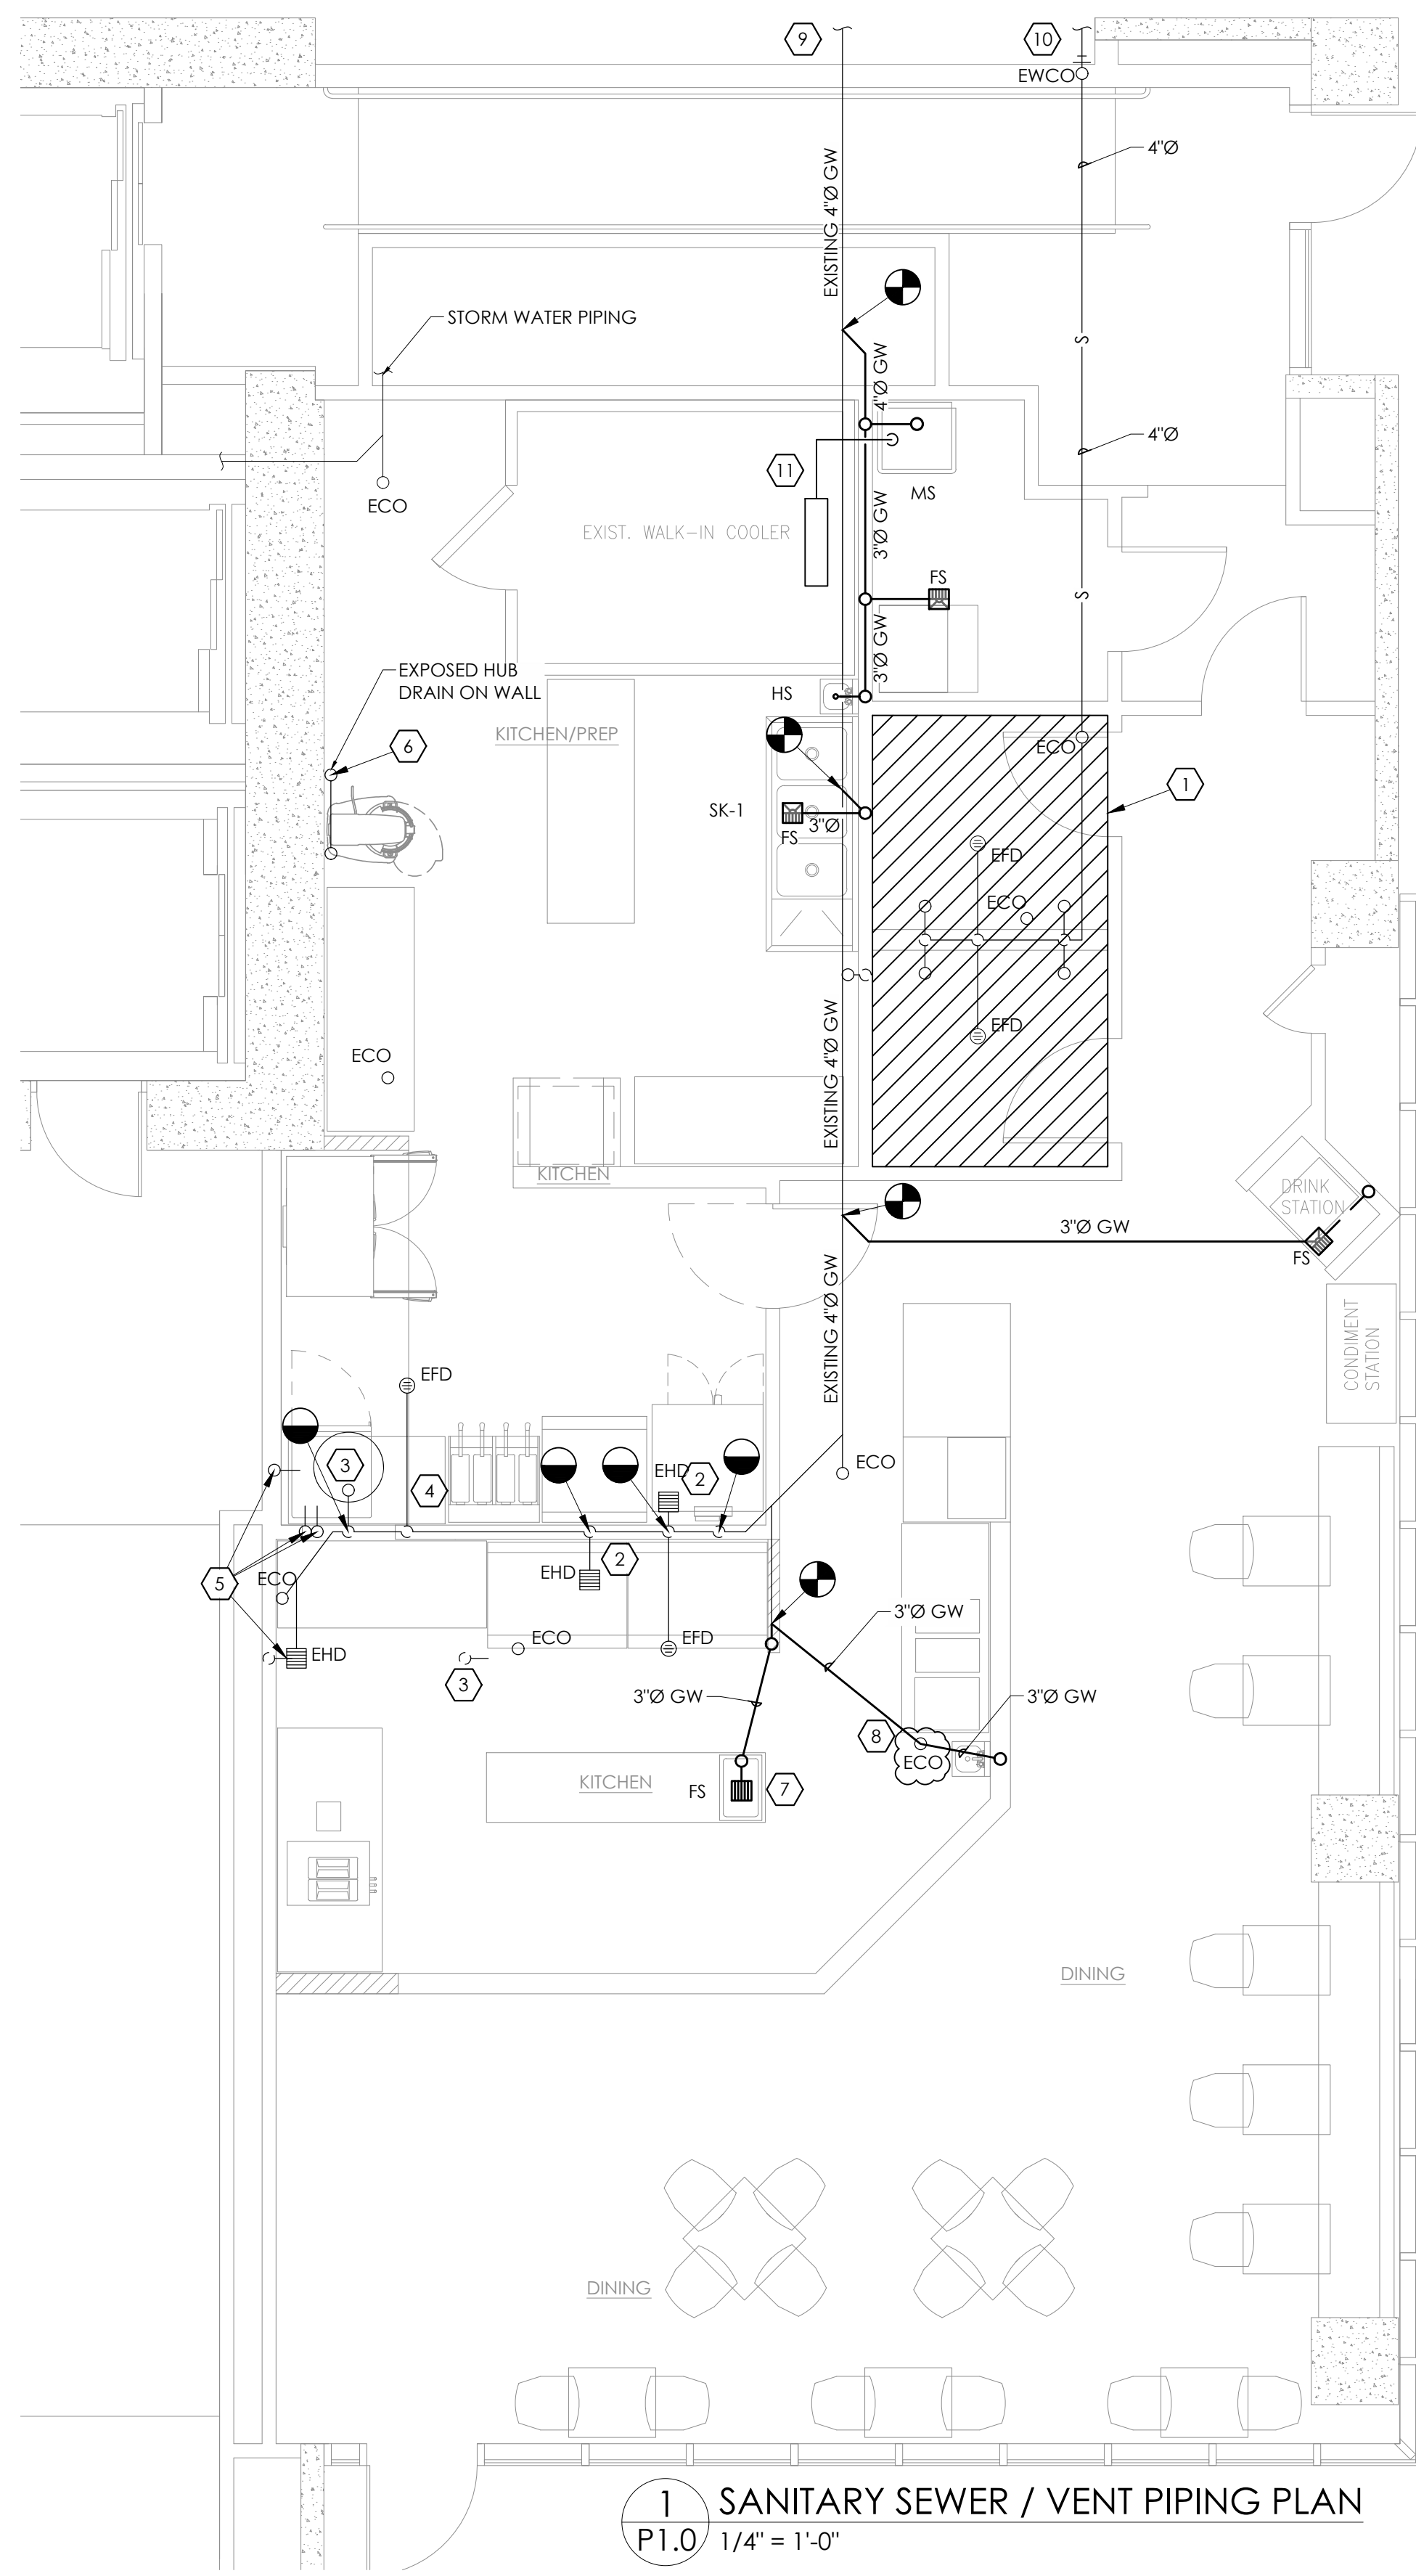 9
10
EWCO
4"Ø
EXISTING 4"Ø GW
STORM WATER PIPING
S
4"Ø GW
4"Ø
11
MS
ECO
EXIST. WALK-IN COOLER
3"Ø GW
FS
S
3"Ø GW
EXPOSED HUB
DRAIN ON WALL
HS
KITCHEN/PREP
6
ECO
1
SK-1
3"Ø
FS
EFD
ECO
EFD
EXISTING 4"Ø GW
ECO
KITCHEN
DRINK
STATION
3"Ø GW
FS
EXISTING 4"Ø GW
CONDIMENT
STATION
EFD
3
4
EHD
2
ECO
5
ECO
EHD
2
ECO
EFD
EHD
3
3"Ø GW
3"Ø GW
3"Ø GW
8
ECO
KITCHEN
FS
7
DINING
DINING
1
P1.0
SANITARY SEWER / VENT PIPING PLAN
1/4" = 1'-0"